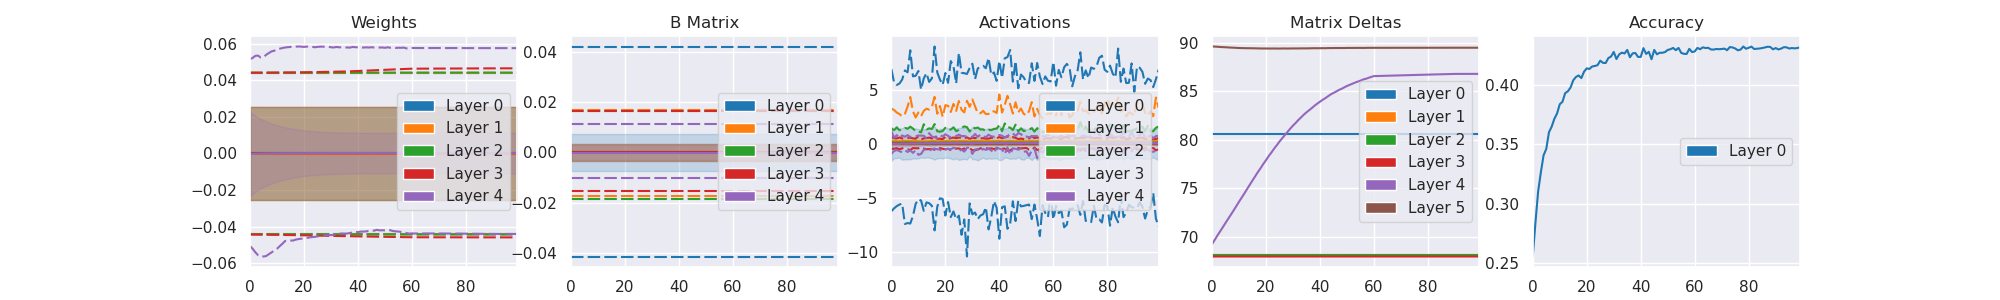 Weights
0.06
0.04
0.02
0.00
−0.02
−0.04
−0.06
0 20 40 60 80
Layer 0
Layer 1
Layer 2
Layer 3
Layer 4
B Matrix
0.04
0.02
0.00
−0.02
−0.04
0 20 40 60 80
Layer 0
Layer 1
Layer 2
Layer 3
Layer 4
Activations
5
0
−5
−10
0 20 40 60 80
Layer 0
Layer 1
Layer 2
Layer 3
Layer 4
Matrix Deltas
90
85
80
75
70
0 20 40 60 80
Layer 0
Layer 1
Layer 2
Layer 3
Layer 4
Layer 5
Accuracy
0.40
0.35
0.30
0.25
0 20 40 60 80
Layer 0